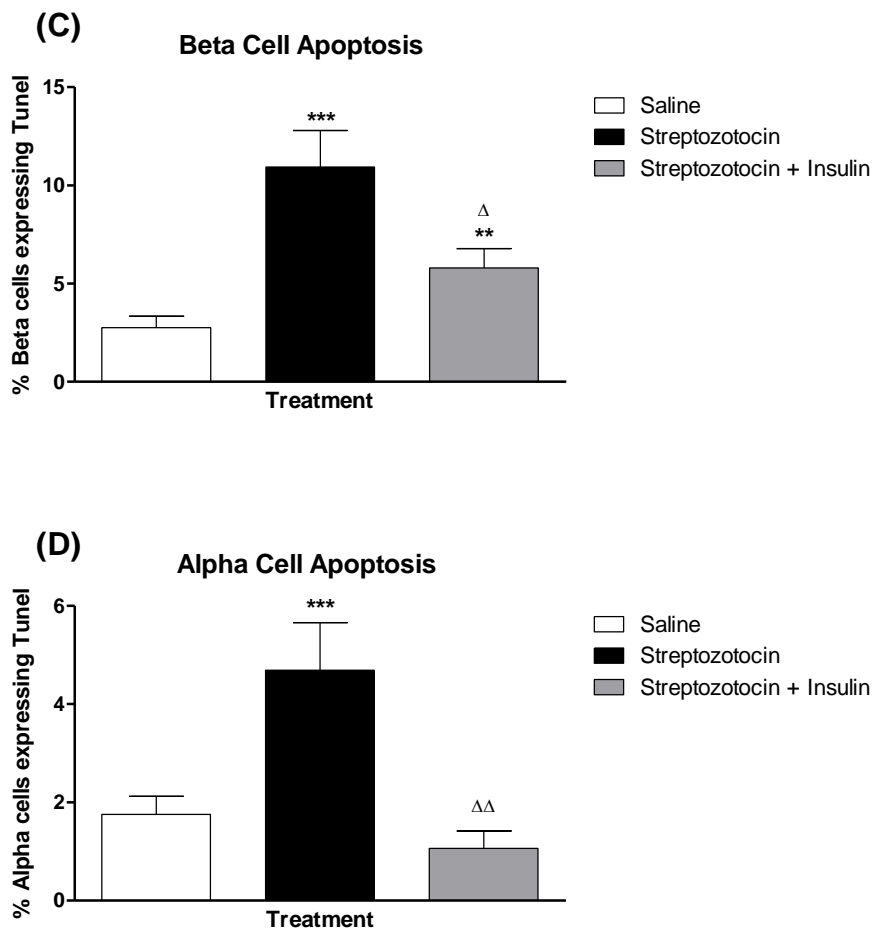 (C)
Beta Cell Apoptosis
% Beta cells expressing Tunel
15
10
5
0
***
Δ
**
Treatment
Saline
Streptozotocin
Streptozotocin + Insulin
(D)
Alpha Cell Apoptosis
% Alpha cells expressing Tunel
6
4
2
0
***
ΔΔ
Treatment
Saline
Streptozotocin
Streptozotocin + Insulin